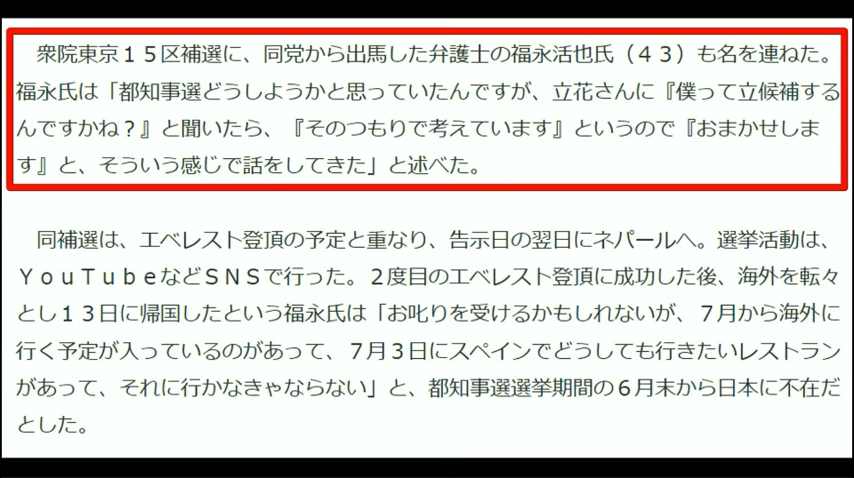 衆院東京１５区補選に、同党から出馬した弁護士の福永活也氏（４３）も名を連ねた。
福永氏は「都知事選どうしようかと思っていたんですが、立花さんに『僕って立候補する
んですかね？』と聞いたら、『そのつもりで考えています』というので『おまかせしま
す』と、そういう感じで話をしてきた」と述べた。
同補選は、エベレスト登頂の予定と重なり、告示日の翌日にネパールへ。選挙活動は、
ＹｏｕＴｕｂｅなどＳＮＳで行った。２度目のエベレスト登頂に成功した後、海外を転々
とし１３日に帰国したという福永氏は「お叱りを受けるかもしれないが、７月から海外に
行く予定が入っているのがあって、７月３日にスペインでどうしても行きたいレストラン
があって、それに行かなきゃならない」と、都知事選選挙期間の６月末から日本に不在だ
とした。